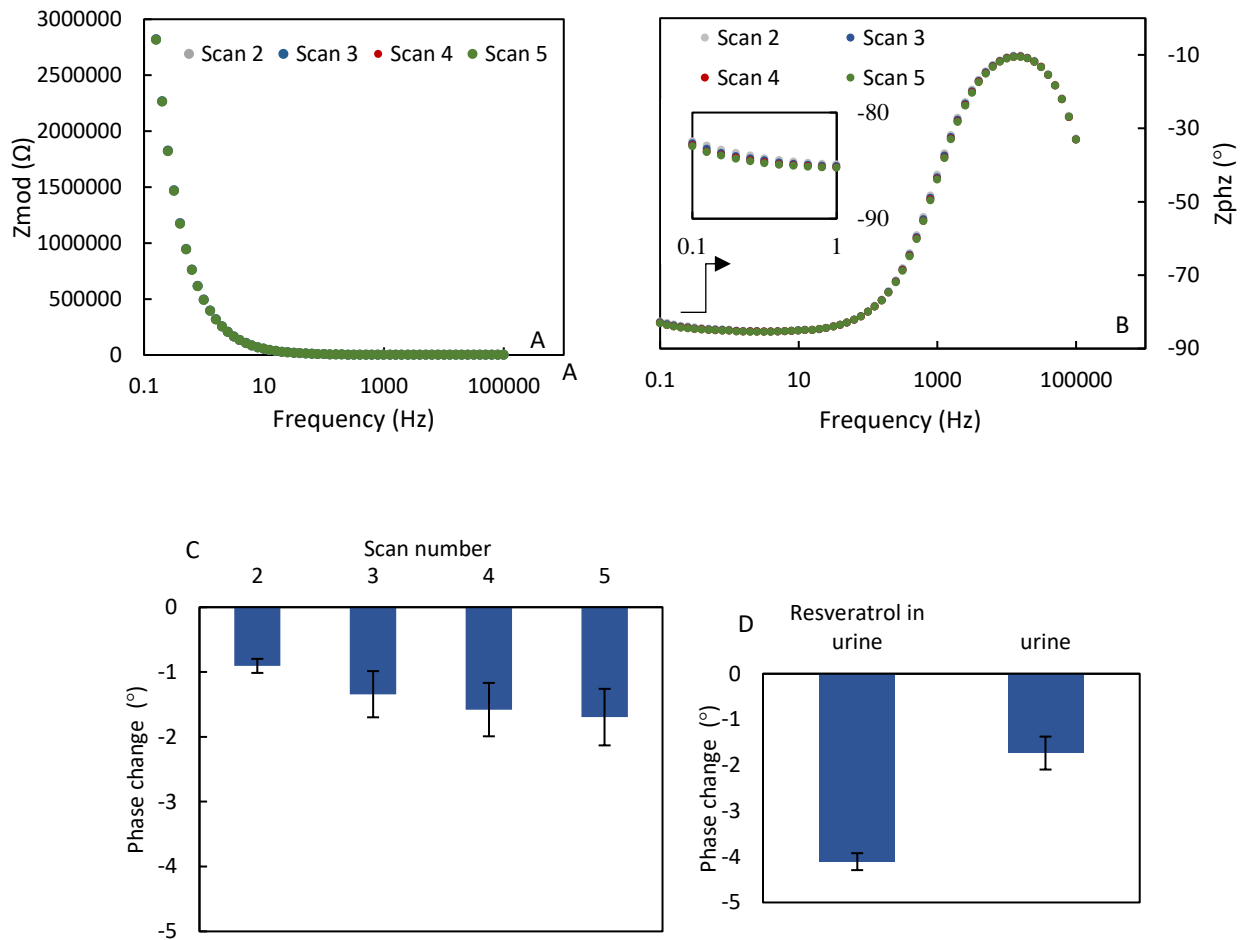 3000000
2500000
2000000
1500000
1000000
500000
0
Zmod (Ω)
Scan 2 Scan 3 Scan 4 Scan 5
A
A
0.1 10 1000 100000
Frequency (Hz)
Scan 2 Scan 3
Scan 4 Scan 5
-80
-90
0.1 1
-10
-30
-50
-70
-90
Zphz (°)
B
0.1 10 1000 100000
Frequency (Hz)
C Scan number
2 3 4 5
0
-1
-2
-3
-4
-5
Phase change (°)
D
Resveratrol in
urine urine
0
-1
-2
-3
-4
-5
Phase change (°)